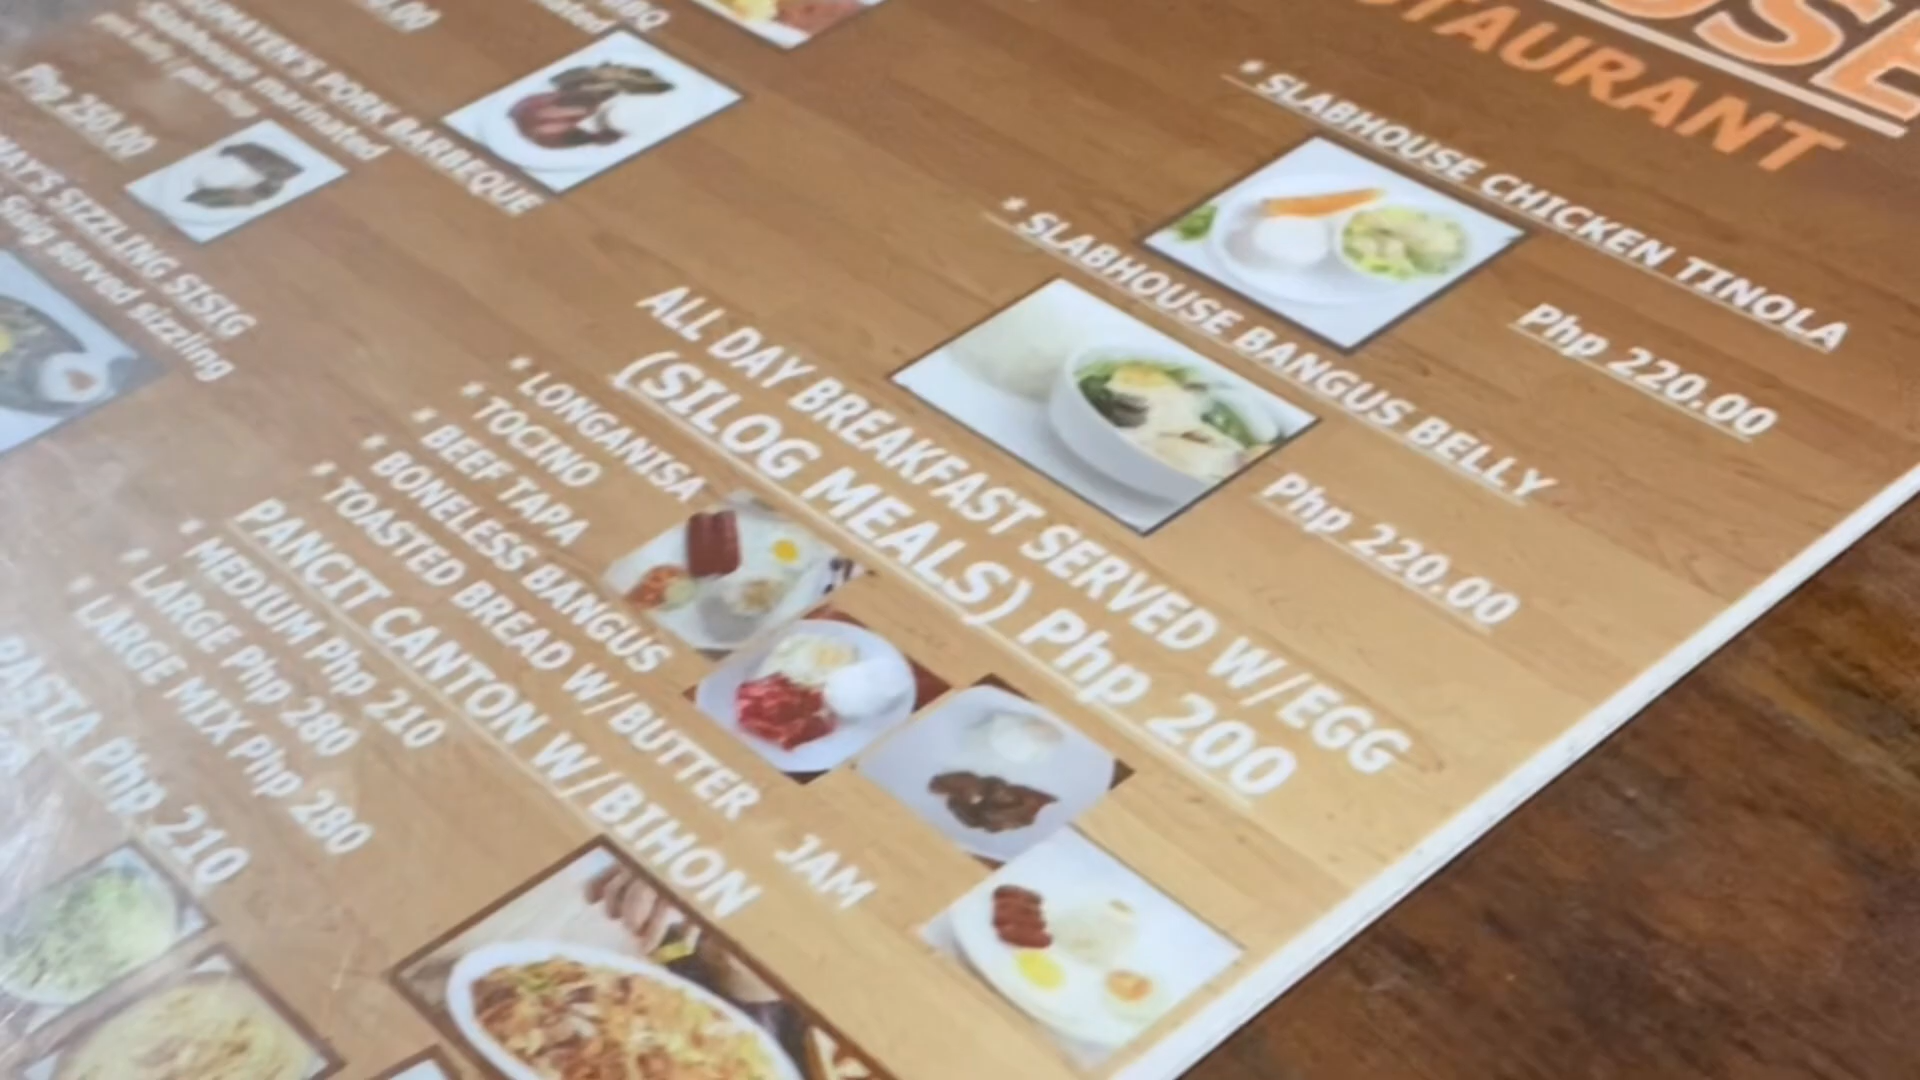 RESTAURANT
* SLABHOUSE CHICKEN TINOLA
Php 220.00
* SLABHOUSE BANGUS BELLY
Php 220.00
ALL DAY BREAKFAST SERVED W/EGG
(SILOG MEALS) Php 200
* LONGANISA
* TOCINO
* BEEF TAPA
* BONELESS BANGUS
* TOASTED BREAD W/BUTTER JAM
PANCIT CANTON W/BIHON
* MEDIUM Php 210
* LARGE Php 280
* LARGE MIX Php 280
PASTA Php 210
PORK BARBEQUE
Slabhouse marinated
Php 250.00
SIZZLING SISIG
Sisig served sizzling